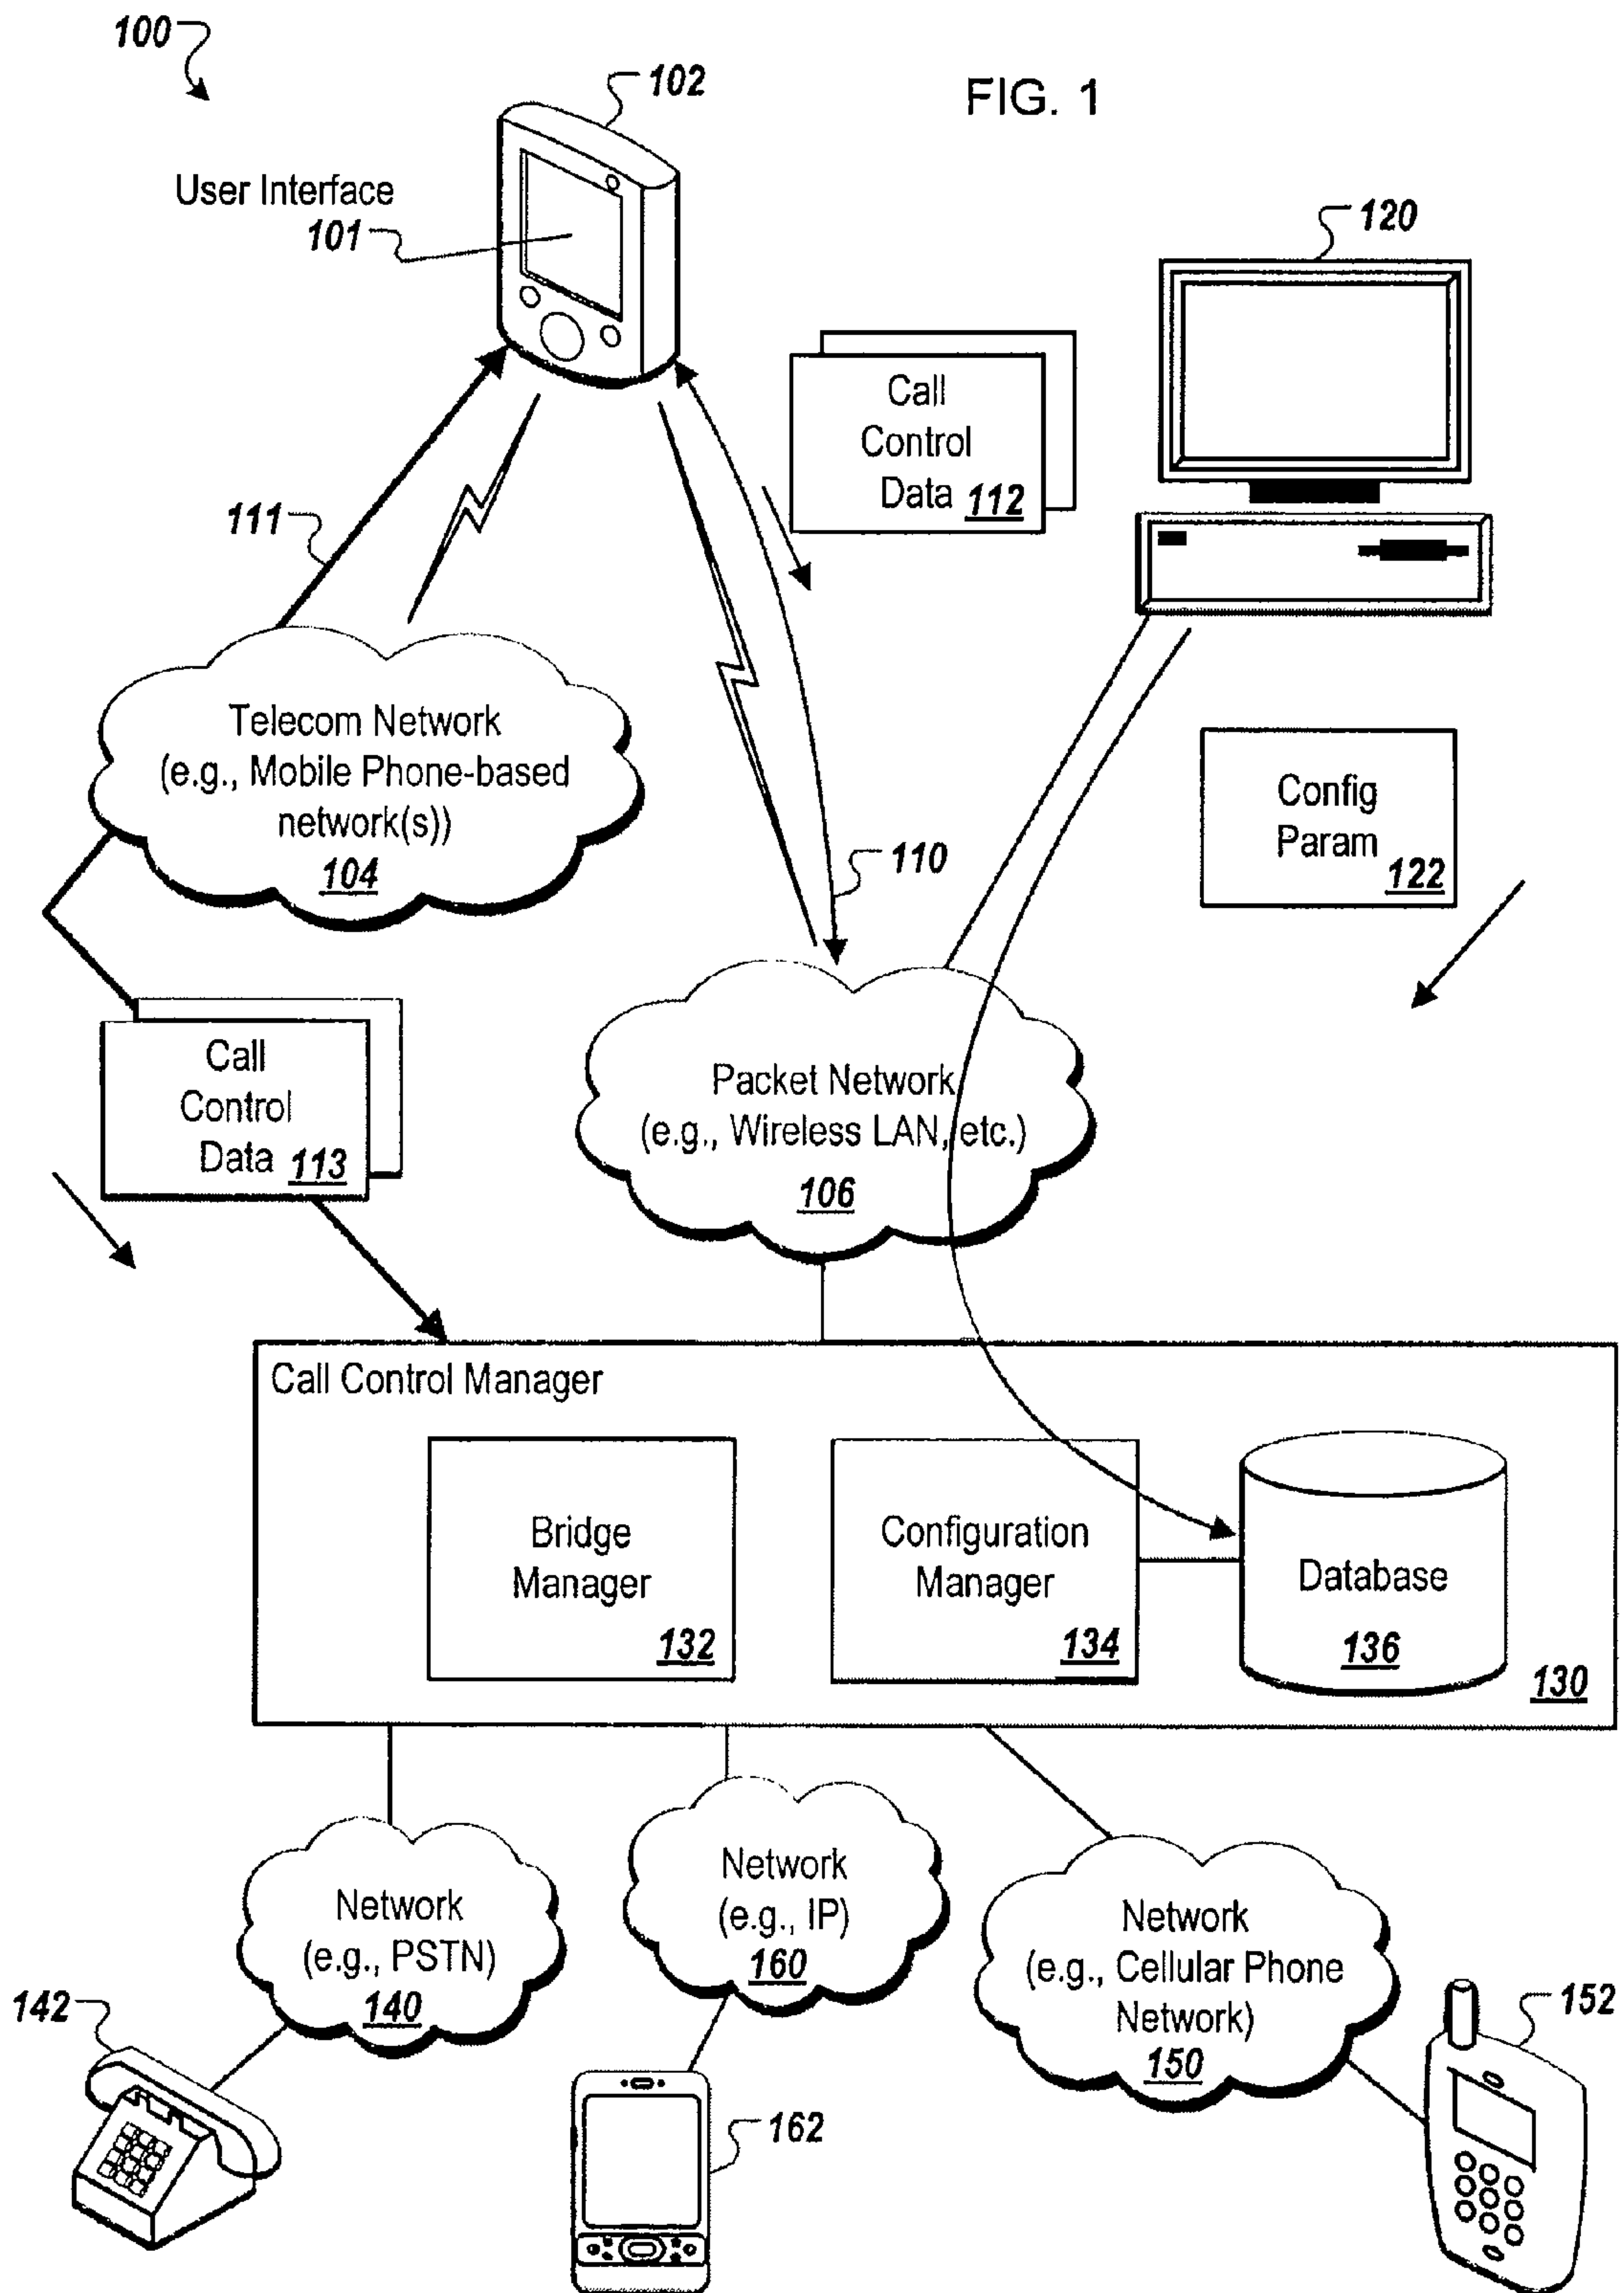 100
102
FIG. 1
User Interface
101
120
Call
Control
Data 112
111
Telecom Network
(e.g., Mobile Phone-based
network(s))
104
Config
Param
122
110
Call
Control
Data 113
Packet Network
(e.g., Wireless LAN, etc.)
106
Call Control Manager
Bridge
Manager
132
Configuration
Manager
134
Database
136
130
Network
(e.g., PSTN)
140
Network
(e.g., IP)
160
Network
(e.g., Cellular Phone
Network)
150
142
152
162